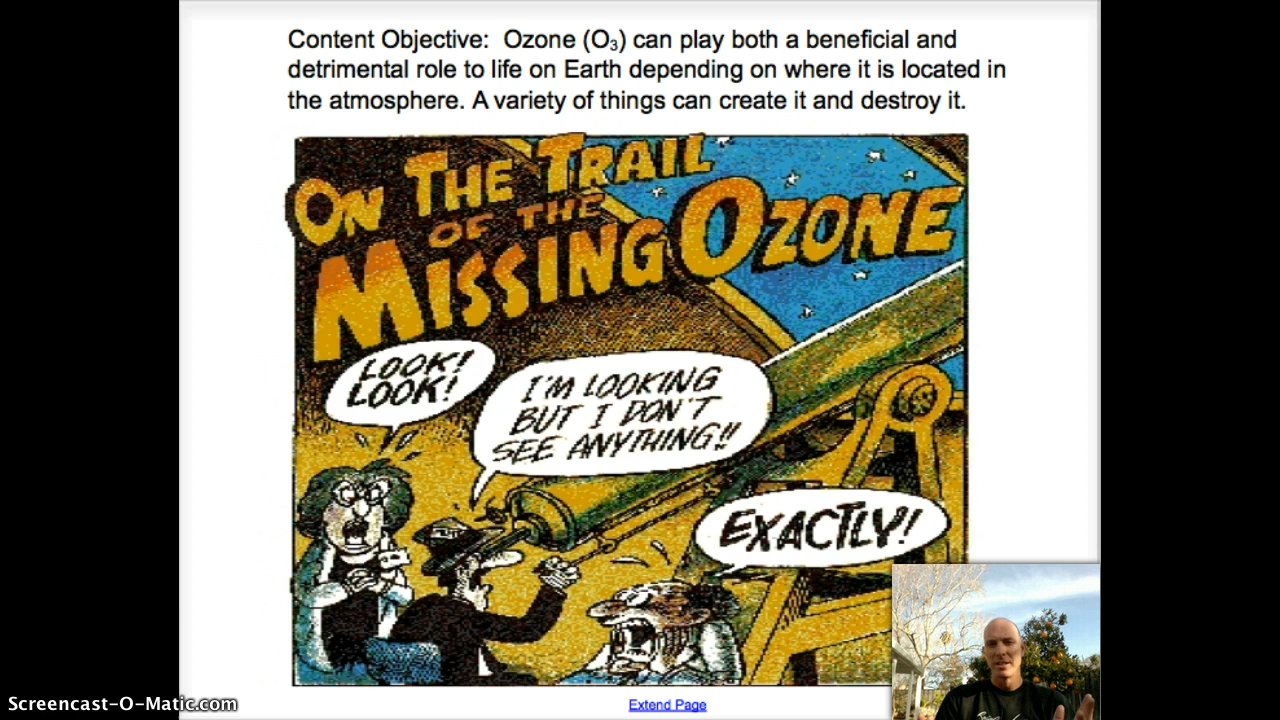 Content Objective: Ozone (O₃) can play both a beneficial and
detrimental role to life on Earth depending on where it is located in
the atmosphere. A variety of things can create it and destroy it.
ON THE TRAIL
OF THE
MISSING OZONE
LOOK!
LOOK!
I'M LOOKING
BUT I DON'T
SEE ANYTHING!!
EXACTLY!
Extend Page
Screencast-O-Matic.com